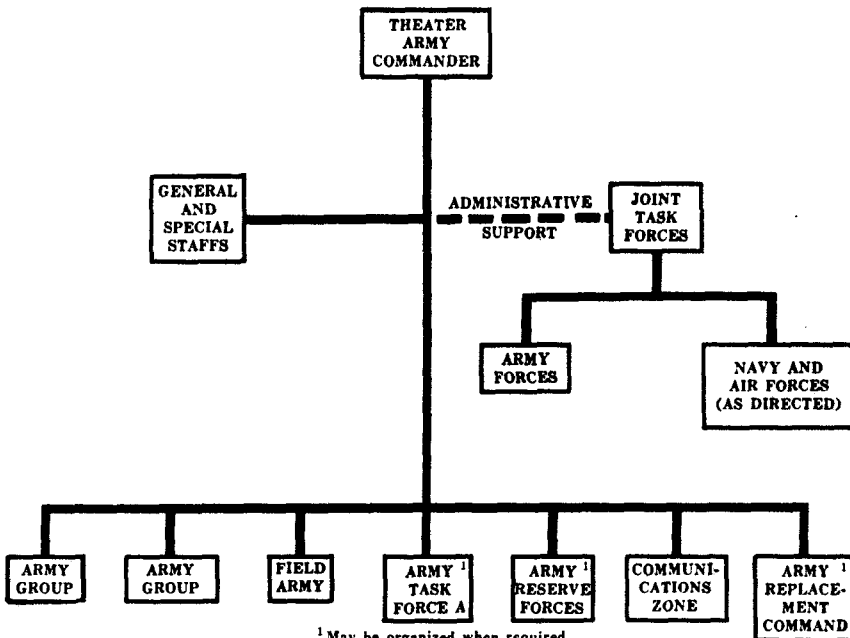 THEATER
ARMY
COMMANDER
GENERAL
AND
SPECIAL
STAFFS
ADMINISTRATIVE
SUPPORT
JOINT
TASK
FORCES
ARMY
FORCES
NAVY AND
AIR FORCES
(AS DIRECTED)
ARMY
GROUP
ARMY
GROUP
FIELD
ARMY
ARMY 1
TASK
FORCE A
ARMY 1
RESERVE
FORCES
COMMUNI-
CATIONS
ZONE
ARMY 1
REPLACE-
MENT
COMMAND
1 May be organized when required